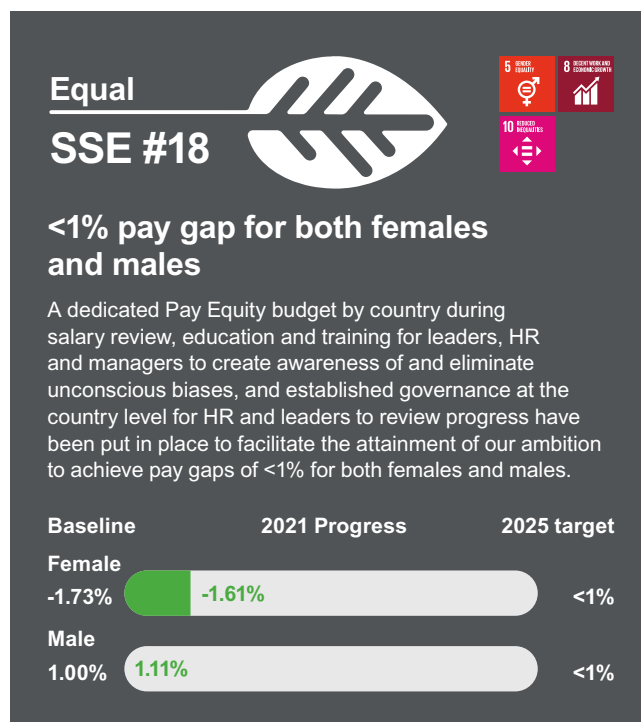 Equal
SSE #18
5 GENDER EQUALITY
8 DECENT WORK AND ECONOMIC GROWTH
10 REDUCED INEQUALITIES
<1% pay gap for both females
and males
A dedicated Pay Equity budget by country during
salary review, education and training for leaders, HR
and managers to create awareness of and eliminate
unconscious biases, and established governance at the
country level for HR and leaders to review progress have
been put in place to facilitate the attainment of our ambition
to achieve pay gaps of <1% for both females and males.
Baseline 2021 Progress 2025 target
Female
-1.73% -1.61% <1%
Male
1.00% 1.11% <1%